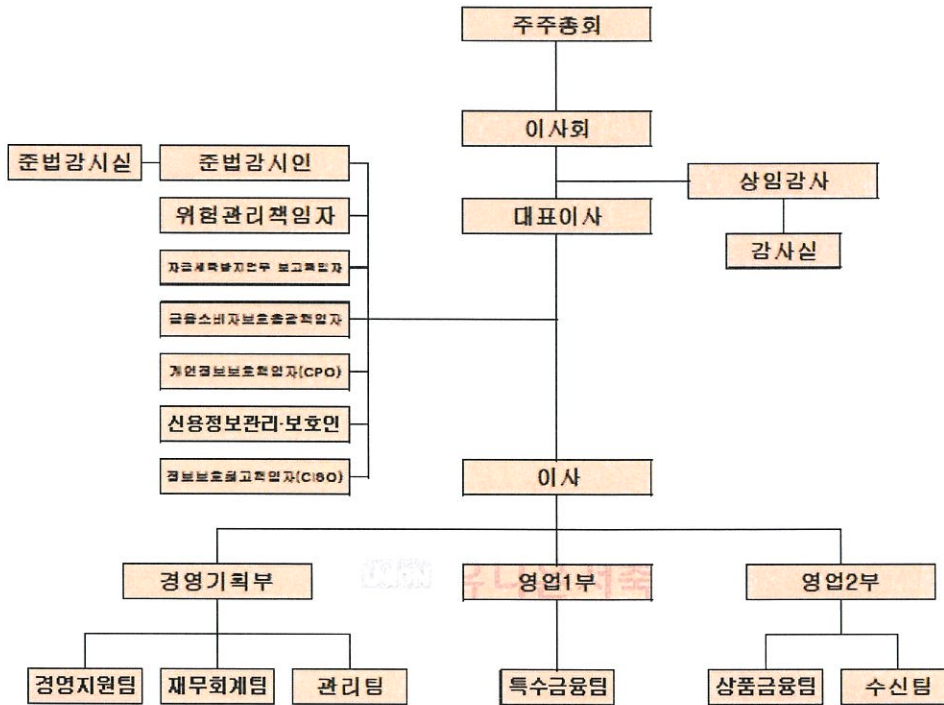 주주총회
이사회
준법감시실
준법감시인
상임감사
위험관리책임자
대표이사
감사실
자금세탁방지업무 보고책임자
금융소비자보호총괄책임자
개인정보보호책임자(CPO)
신용정보관리·보호인
정보보호최고책임자(CISO)
이사
경영기획부
영업1부
영업2부
경영지원팀
재무회계팀
관리팀
특수금융팀
상품금융팀
수신팀